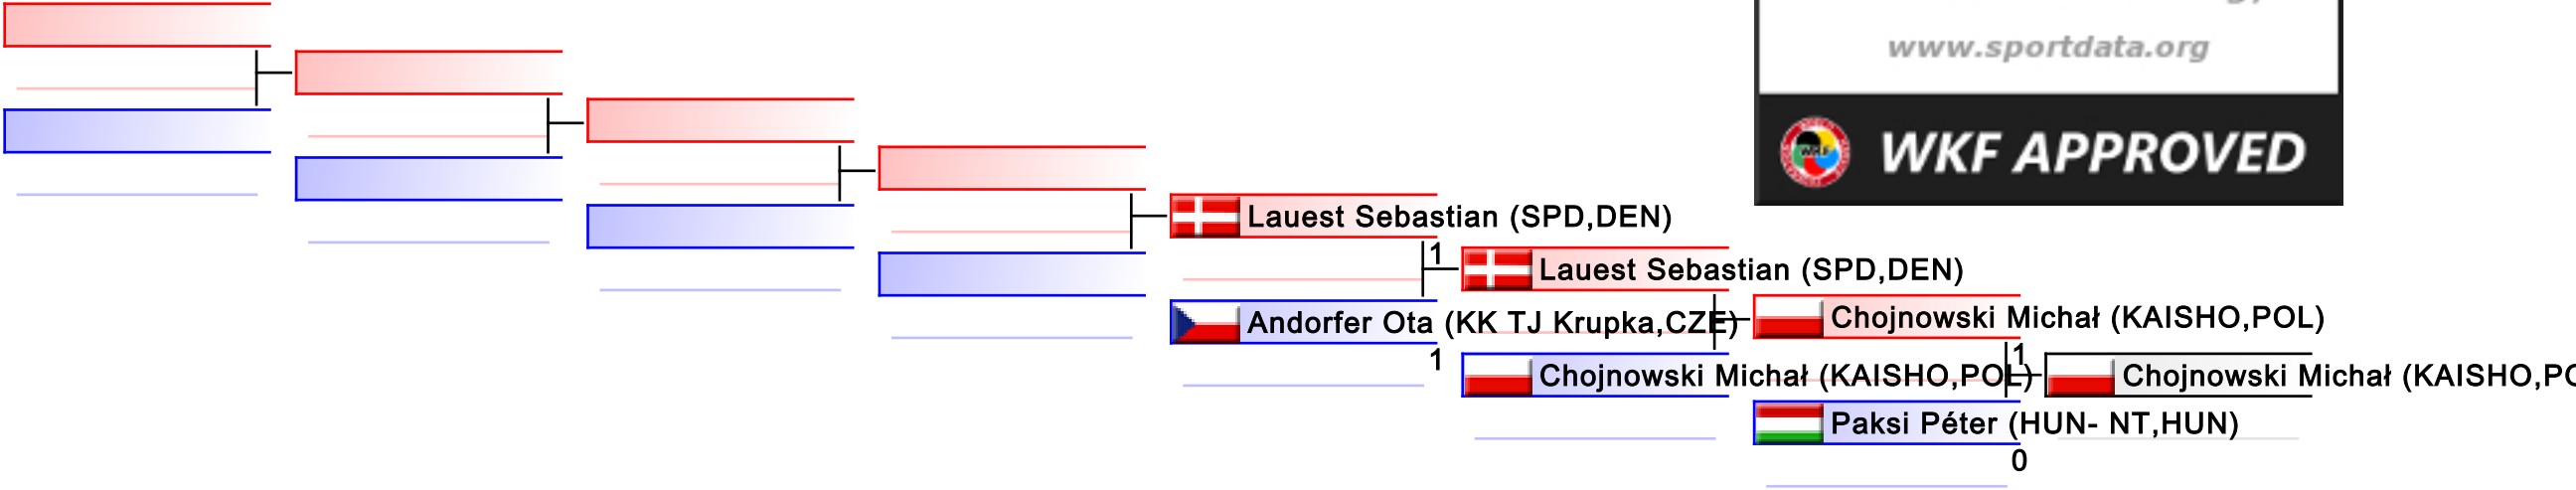 www.sportdata.org
WKF APPROVED
Lauest Sebastian (SPD,DEN)
1
Lauest Sebastian (SPD,DEN)
Andorfer Ota (KK TJ Krupka,CZE)
1
Chojnowski Michał (KAISHO,POL)
Chojnowski Michał (KAISHO,POL)
1
Chojnowski Michał (KAISHO,PO
Paksi Péter (HUN- NT,HUN)
0